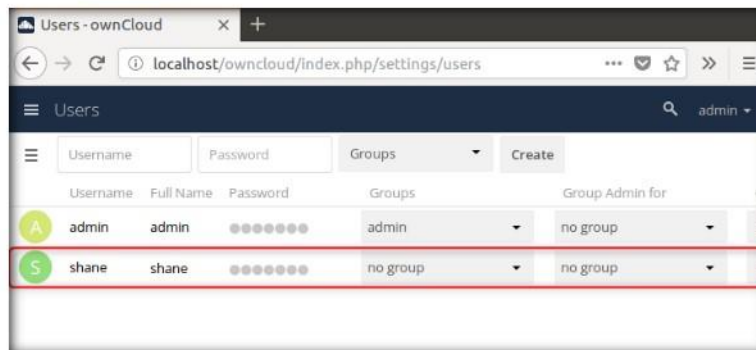 Users - ownCloud
localhost/owncloud/index.php/settings/users
Users admin
Username Password Groups Create
Username Full Name Password Groups Group Admin for
A admin admin admin no group
S shane shane no group no group